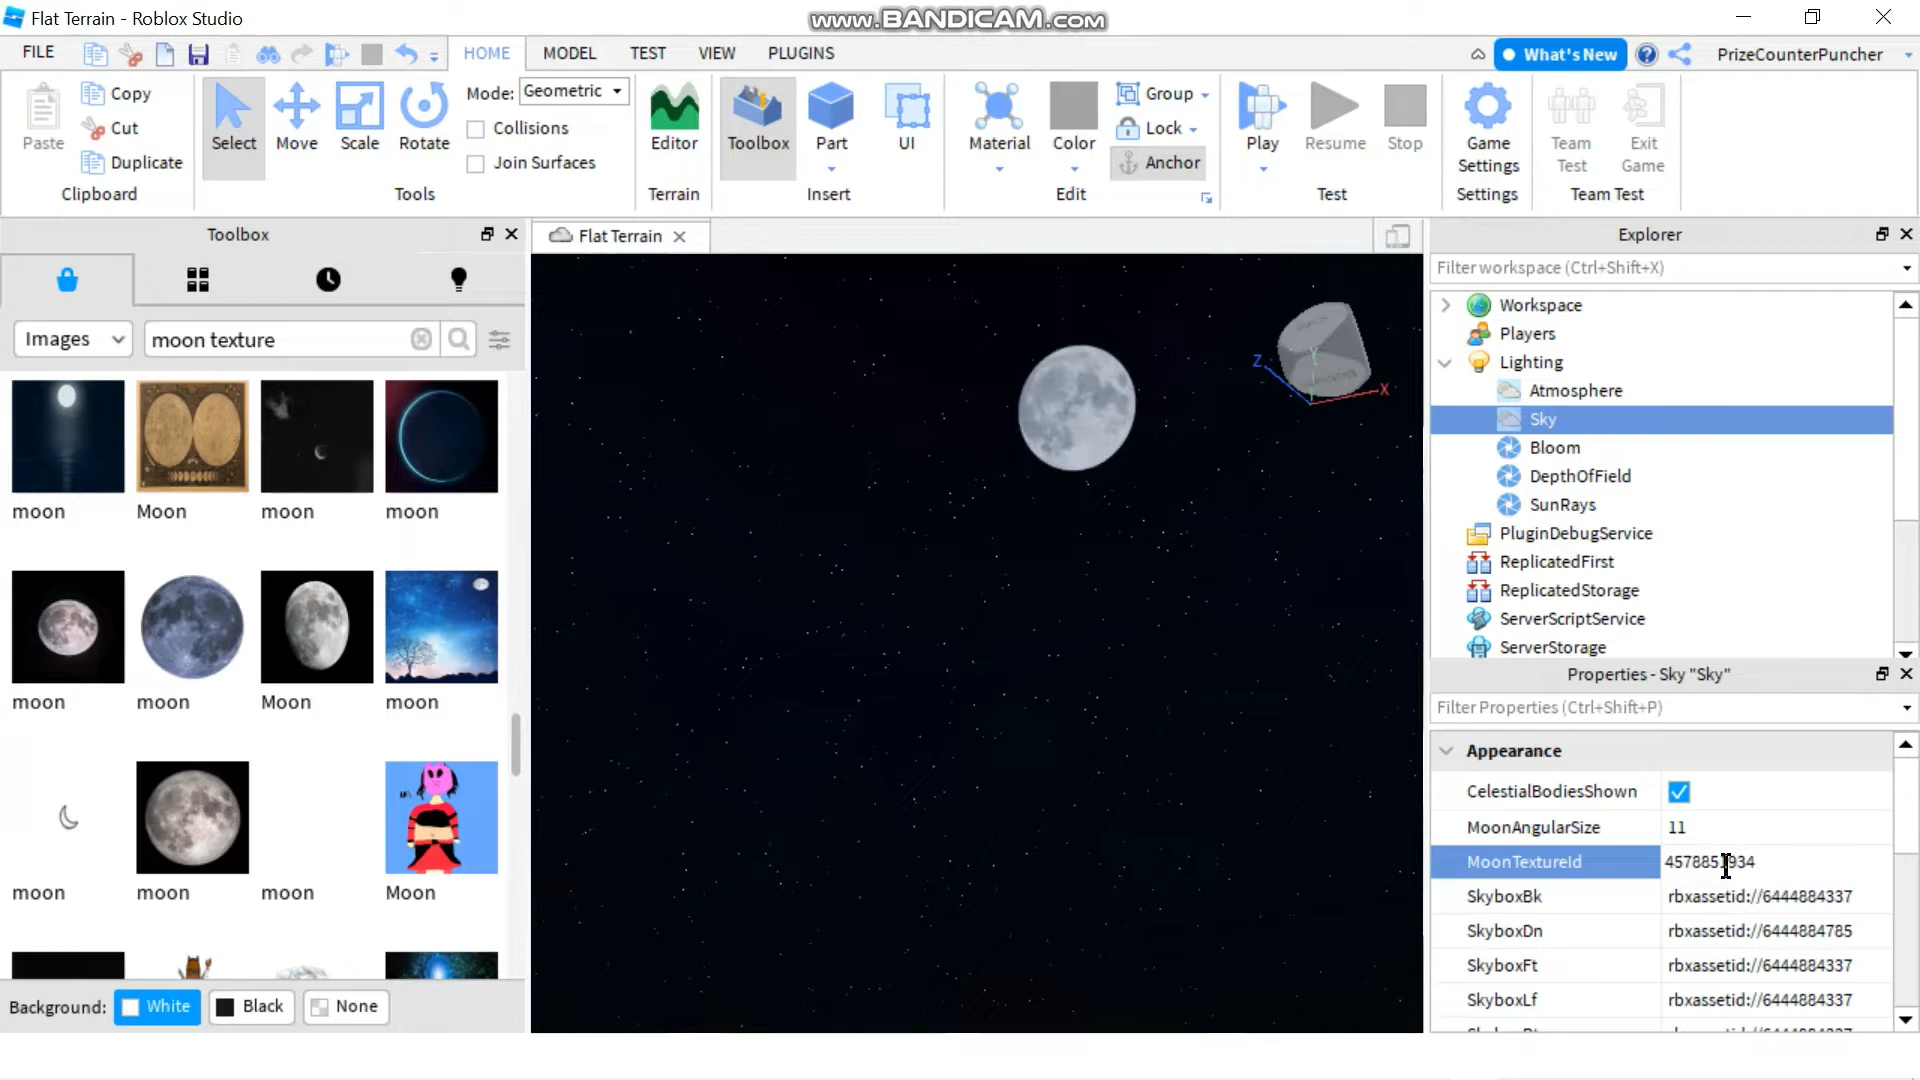 Flat Terrain - Roblox Studio
www.BANDICAM.com
FILE
HOME
MODEL
TEST
VIEW
PLUGINS
What's New
PrizeCounterPuncher
Paste
Copy
Cut
Duplicate
Clipboard
Select
Move
Scale
Rotate
Mode: Geometric
Collisions
Join Surfaces
Tools
Editor
Terrain
Toolbox
Part
UI
Insert
Material
Color
Group
Lock
Anchor
Edit
Play
Resume
Stop
Test
Game
Settings
Settings
Team
Test
Exit
Game
Team Test
Toolbox
Images
moon texture
moon
Moon
moon
moon
moon
moon
Moon
moon
moon
moon
moon
Moon
Background:
White
Black
None
Flat Terrain
Z
Y
X
Explorer
Filter workspace (Ctrl+Shift+X)
Workspace
Players
Lighting
Atmosphere
Sky
Bloom
DepthOfField
SunRays
PluginDebugService
ReplicatedFirst
ReplicatedStorage
ServerScriptService
ServerStorage
Properties - Sky "Sky"
Filter Properties (Ctrl+Shift+P)
Appearance
CelestialBodiesShown
MoonAngularSize 11
MoonTextureId
SkyboxBk rbxassetid://6444884337
SkyboxDn rbxassetid://6444884785
SkyboxFt rbxassetid://6444884337
SkyboxLf rbxassetid://6444884337